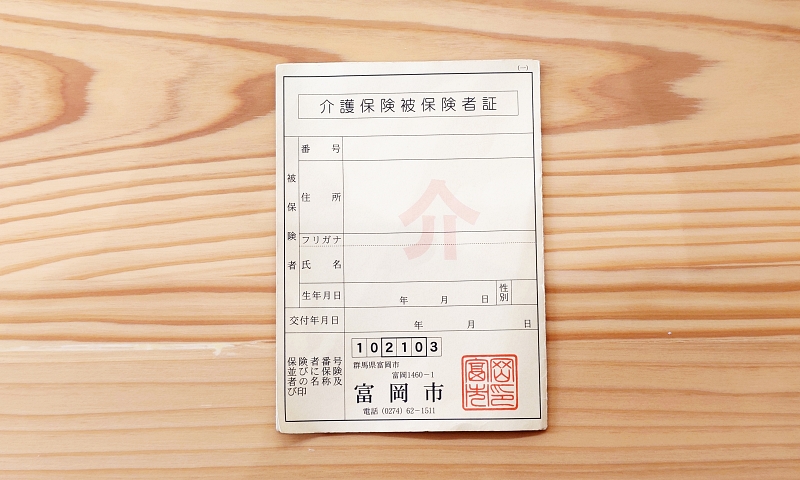 (一)
介護保険被保険者証
被保険者
番号
住所
介
フリガナ
氏名
生年月日 年 月 日 性別
交付年月日 年 月 日
保険者番号
並びに保険
者の名称及
び印
102103
群馬県富岡市
富岡1460-1
富岡市
電話 (0274) 62-1511